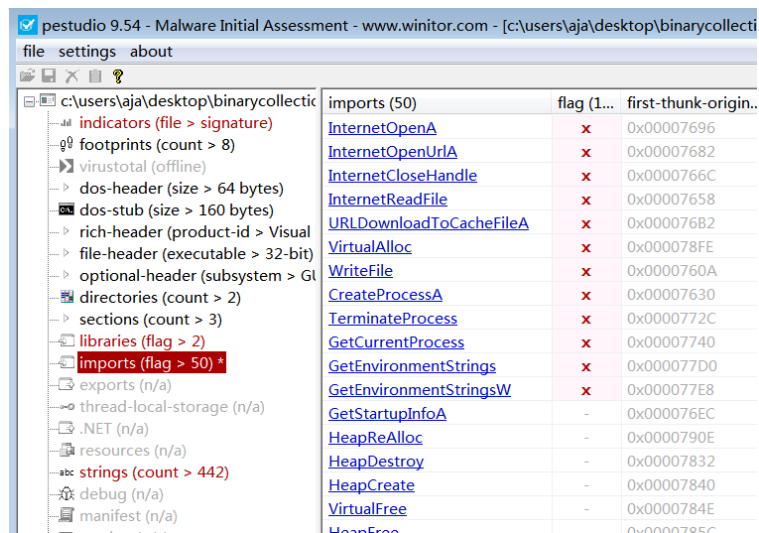 pestudio 9.54 - Malware Initial Assessment - www.winitor.com - [c:\users\aja\desktop\binarycollecti
file settings about
c:\users\aja\desktop\binarycollectic
indicators (file > signature)
footprints (count > 8)
virustotal (offline)
dos-header (size > 64 bytes)
dos-stub (size > 160 bytes)
rich-header (product-id > Visual
file-header (executable > 32-bit)
optional-header (subsystem > GU
directories (count > 2)
sections (count > 3)
libraries (flag > 2)
imports (flag > 50) *
exports (n/a)
thread-local-storage (n/a)
.NET (n/a)
resources (n/a)
abc strings (count > 442)
debug (n/a)
manifest (n/a)
imports (50) flag (1... first-thunk-origin...
InternetOpenA x 0x00007696
InternetOpenUrlA x 0x00007682
InternetCloseHandle x 0x0000766C
InternetReadFile x 0x00007658
URLDownloadToCacheFileA x 0x000076B2
VirtualAlloc x 0x000078FE
WriteFile x 0x0000760A
CreateProcessA x 0x00007630
TerminateProcess x 0x0000772C
GetCurrentProcess x 0x00007740
GetEnvironmentStrings x 0x000077D0
GetEnvironmentStringsW x 0x000077E8
GetStartupInfoA - 0x000076EC
HeapReAlloc - 0x0000790E
HeapDestroy - 0x00007832
HeapCreate - 0x00007840
VirtualFree - 0x0000784E
HeapFree 0x0000785C